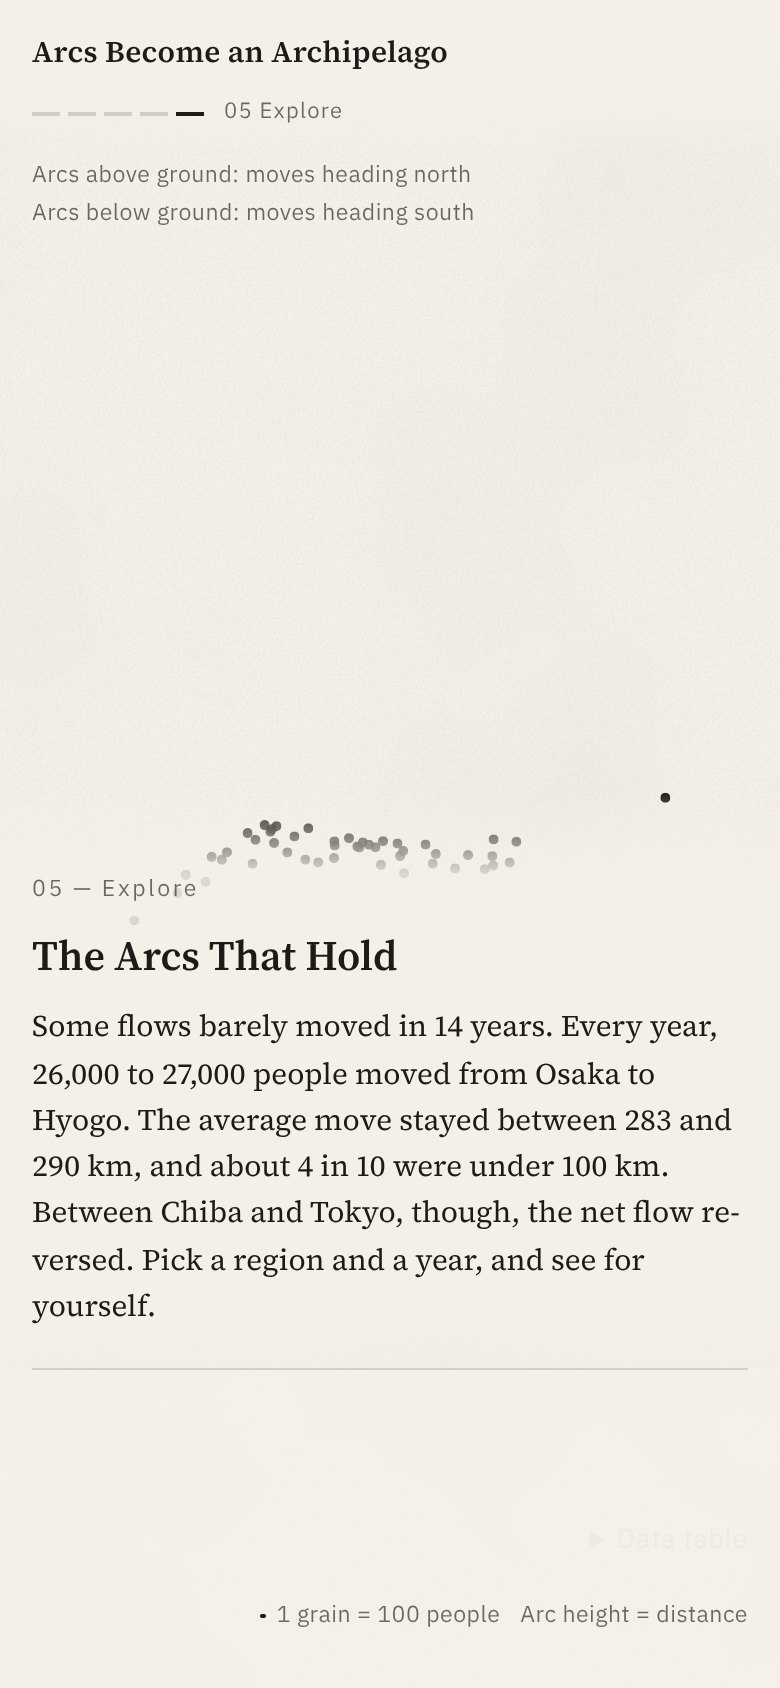 Arcs Become an Archipelago
05 Explore
Arcs above ground: moves heading north
Arcs below ground: moves heading south
05 — Explore
The Arcs That Hold
Some flows barely moved in 14 years. Every year,
26,000 to 27,000 people moved from Osaka to
Hyogo. The average move stayed between 283 and
290 km, and about 4 in 10 were under 100 km.
Between Chiba and Tokyo, though, the net flow re-
versed. Pick a region and a year, and see for
yourself.
▶ Data table
1 grain = 100 people Arc height = distance